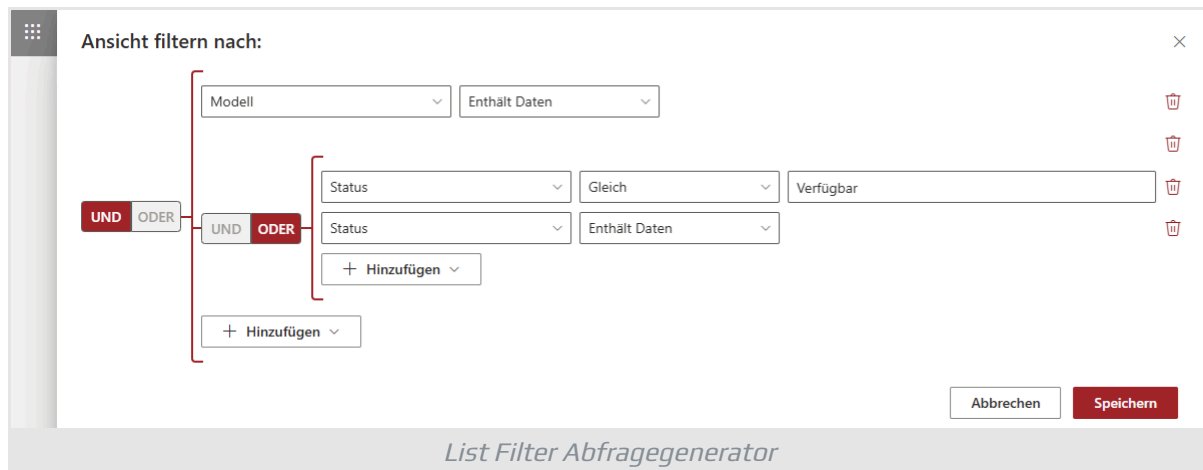 Ansicht filtern nach:
Modell Enthält Daten
Status Gleich Verfügbar
UND ODER
UND ODER
Status Enthält Daten
Hinzufügen
Hinzufügen
Abbrechen Speichern
List Filter Abfragegenerator